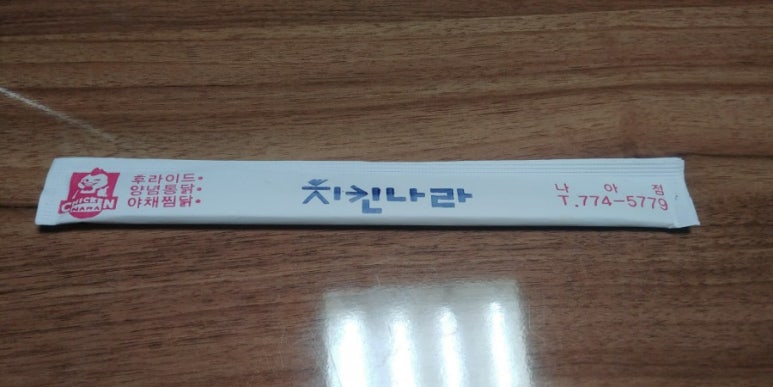 CHICKEN
NARA
후라이드·
양념통닭·
야채찜닭·
치킨나라
나아점
T.774-5779